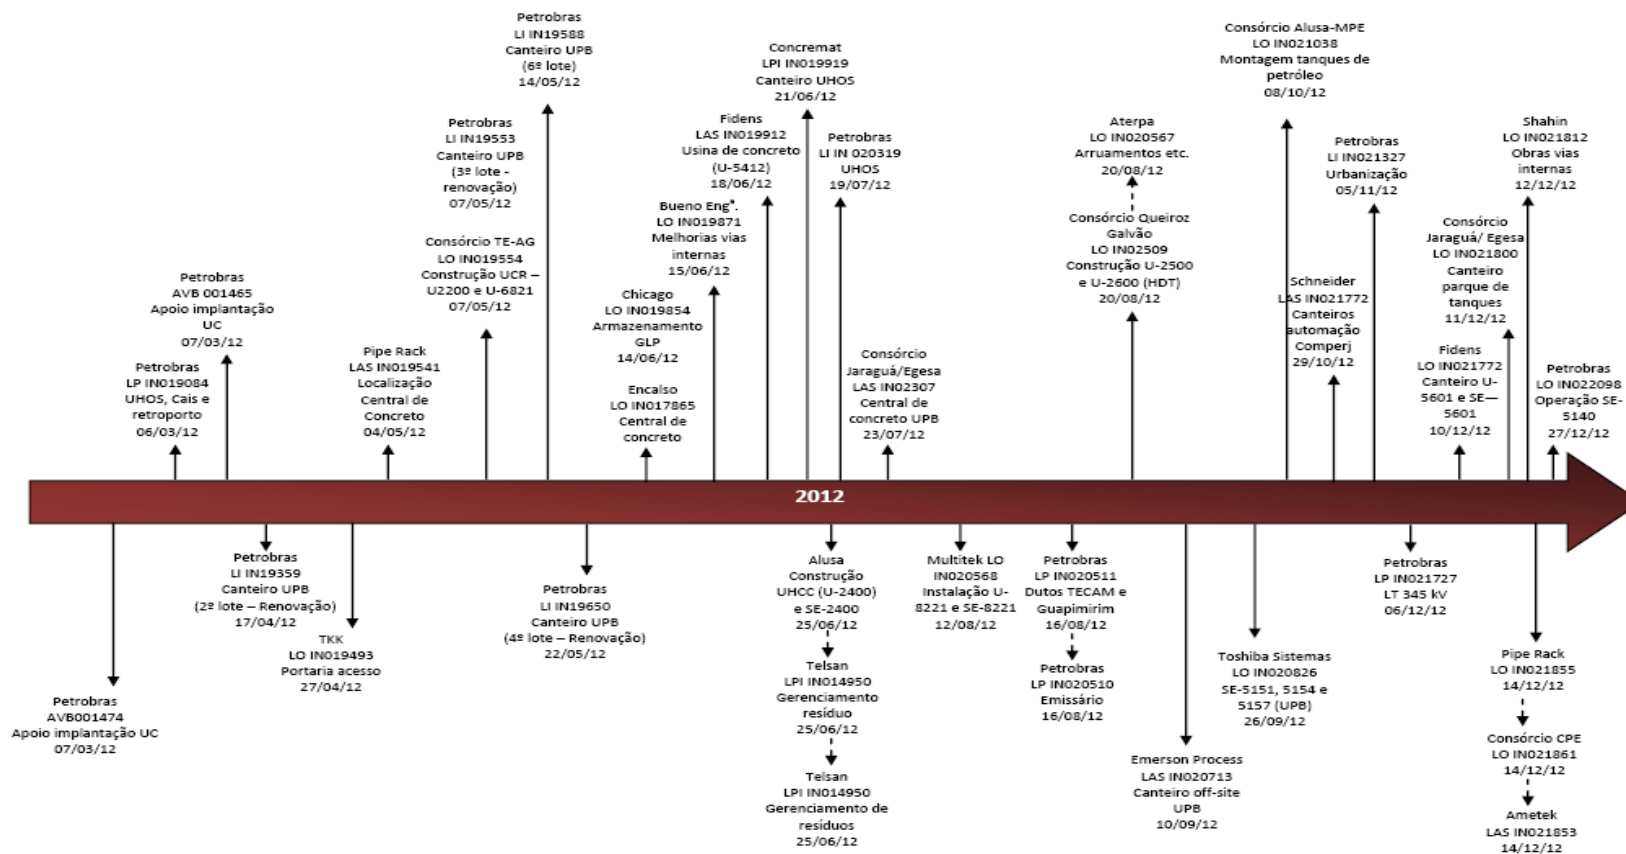 Petrobras
LI IN19588
Canteiro UPB
(6º lote)
14/05/12
Concremat
LPI IN019919
Canteiro UHOS
21/06/12
Consórcio Alusa-MPE
LO IN021038
Montagem tanques de
petróleo
08/10/12
Petrobras
LI IN19553
Canteiro UPB
(3º lote -
renovação)
07/05/12
Fidens
LAS IN019912
Usina de concreto
(U-5412)
18/06/12
Petrobras
LI IN 020319
UHOS
19/07/12
Aterpa
LO IN020567
Arruamentos etc.
20/08/12
Petrobras
LI IN021327
Urbanização
05/11/12
Shahin
LO IN021812
Obras vias
internas
12/12/12
Bueno Engª.
LO IN019871
Melhorias vias
internas
15/06/12
Consórcio Queiroz
Galvão
LO IN02509
Construção U-2500
e U-2600 (HDT)
20/08/12
Consórcio
Jaraguá/ Egesa
LO IN021800
Canteiro
parque de
tanques
11/12/12
Consórcio TE-AG
LO IN019554
Construção UCR –
U2200 e U-6821
07/05/12
Petrobras
AVB 001465
Apoio implantação
UC
07/03/12
Schneider
LAS IN021772
Canteiros
automação
Comperj
29/10/12
Chicago
LO IN019854
Armazenamento
GLP
14/06/12
Pipe Rack
LAS IN019541
Localização
Central de
Concreto
04/05/12
Consórcio
Jaraguá/Egesa
LAS IN02307
Central de
concreto UPB
23/07/12
Fidens
LO IN021772
Canteiro U-
5601 e SE—
5601
10/12/12
Petrobras
LP IN019084
UHOS, Cais e
retroporto
06/03/12
Petrobras
LO IN022098
Operação SE-
5140
27/12/12
Encalso
LO IN017865
Central de
concreto
2012
Petrobras
LI IN19359
Canteiro UPB
(2º lote – Renovação)
17/04/12
Alusa
Construção
UHCC (U-2400)
e SE-2400
25/06/12
Multitek LO
IN020568
Instalação U-
8221 e SE-8221
12/08/12
Petrobras
LP IN020511
Dutos TECAM e
Guapimirim
16/08/12
Petrobras
LP IN021727
LT 345 kV
06/12/12
Petrobras
LI IN19650
Canteiro UPB
(4º lote – Renovação)
22/05/12
TKK
LO IN019493
Portaria acesso
27/04/12
Telsan
LPI IN014950
Gerenciamento
resíduo
25/06/12
Petrobras
LP IN020510
Emissário
16/08/12
Toshiba Sistemas
LO IN020826
SE-5151, 5154 e
5157 (UPB)
26/09/12
Pipe Rack
LO IN021855
14/12/12
Petrobras
AVB001474
Apoio implantação UC
07/03/12
Consórcio CPE
LO IN021861
14/12/12
Emerson Process
LAS IN020713
Canteiro off-site
UPB
10/09/12
Telsan
LPI IN014950
Gerenciamento de
resíduos
25/06/12
Ametek
LAS IN021853
14/12/12